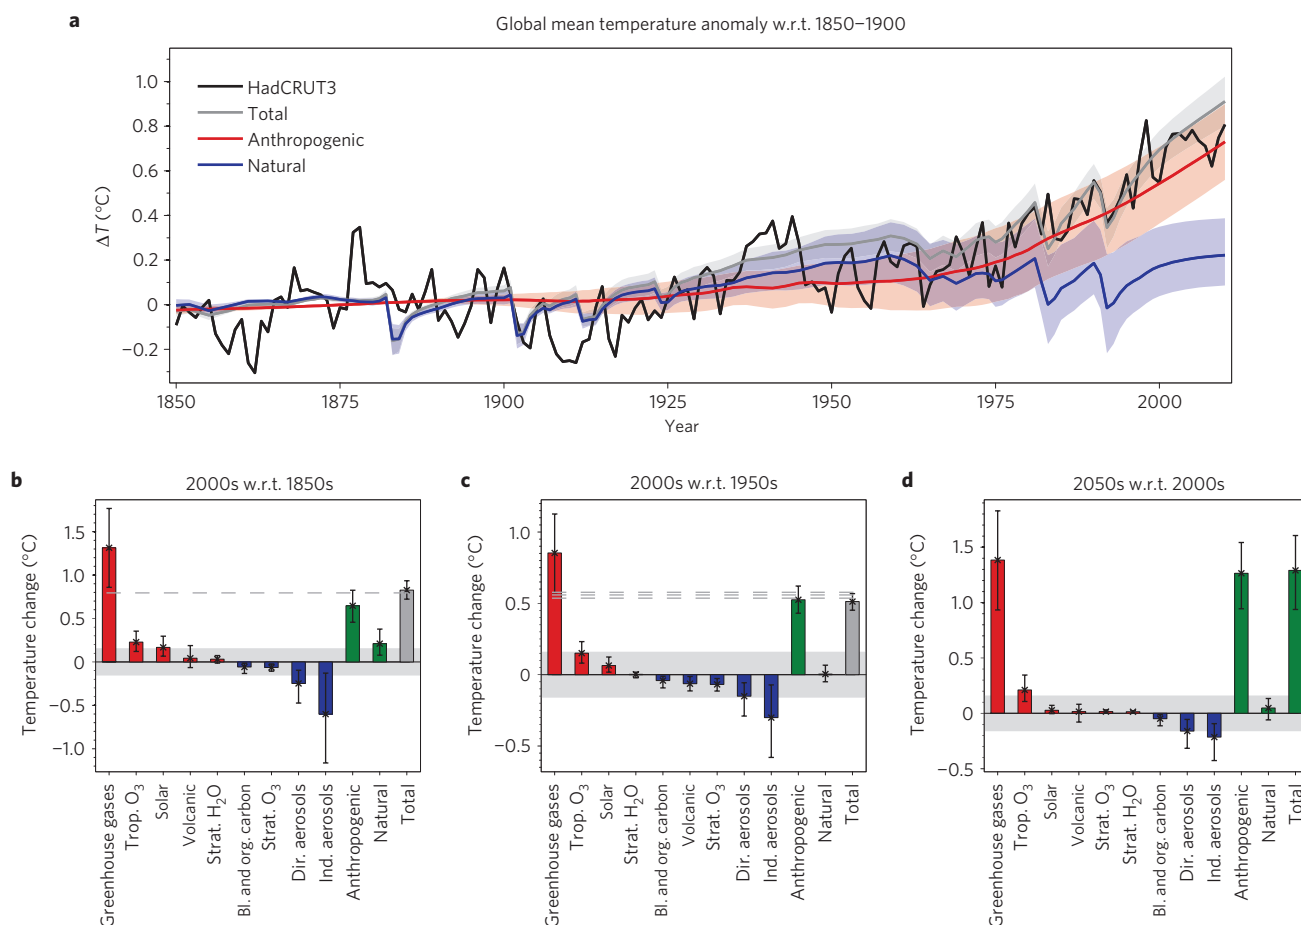 a
Global mean temperature anomaly w.r.t. 1850–1900
HadCRUT3
Total
Anthropogenic
Natural
ΔT (°C)
1.0
0.8
0.6
0.4
0.2
0
−0.2
1850
1875
1900
1925
1950
1975
2000
Year
b
2000s w.r.t. 1850s
Temperature change (°C)
1.5
1.0
0.5
0
−0.5
−1.0
Greenhouse gases
Trop. O3
Solar
Volcanic
Strat. H2O
Bl. and org. carbon
Strat. O3
Dir. aerosols
Ind. aerosols
Anthropogenic
Natural
Total
c
2000s w.r.t. 1950s
Temperature change (°C)
1.0
0.5
0
−0.5
Greenhouse gases
Trop. O3
Solar
Strat. H2O
Bl. and org. carbon
Volcanic
Strat. O3
Dir. aerosols
Ind. aerosols
Anthropogenic
Natural
Total
d
2050s w.r.t. 2000s
Temperature change (°C)
1.5
1.0
0.5
0
−0.5
Greenhouse gases
Trop. O3
Solar
Volcanic
Strat. O3
Strat. H2O
Bl. and org. carbon
Dir. aerosols
Ind. aerosols
Anthropogenic
Natural
Total